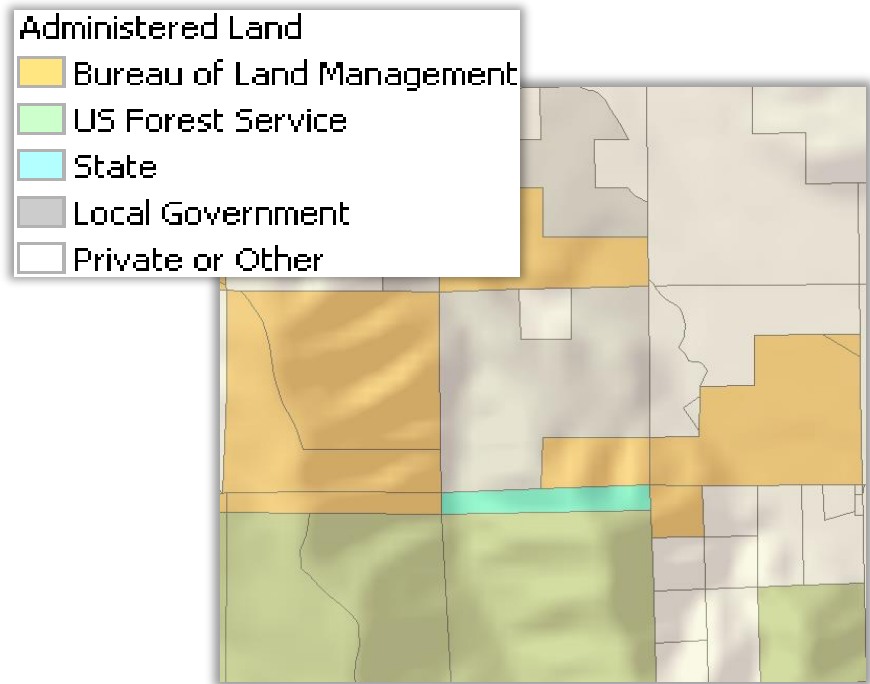 Administered Land
Bureau of Land Management
US Forest Service
State
Local Government
Private or Other